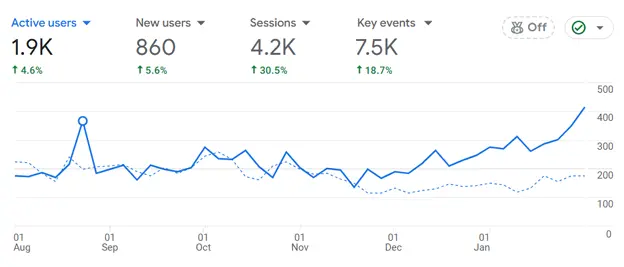 Active users New users Sessions Key events
1.9K 860 4.2K 7.5K Off
↑ 4.6% ↑ 5.6% ↑ 30.5% ↑ 18.7%
500
400
300
200
100
0
01 01 01 01 01 01
Aug Sep Oct Nov Dec Jan